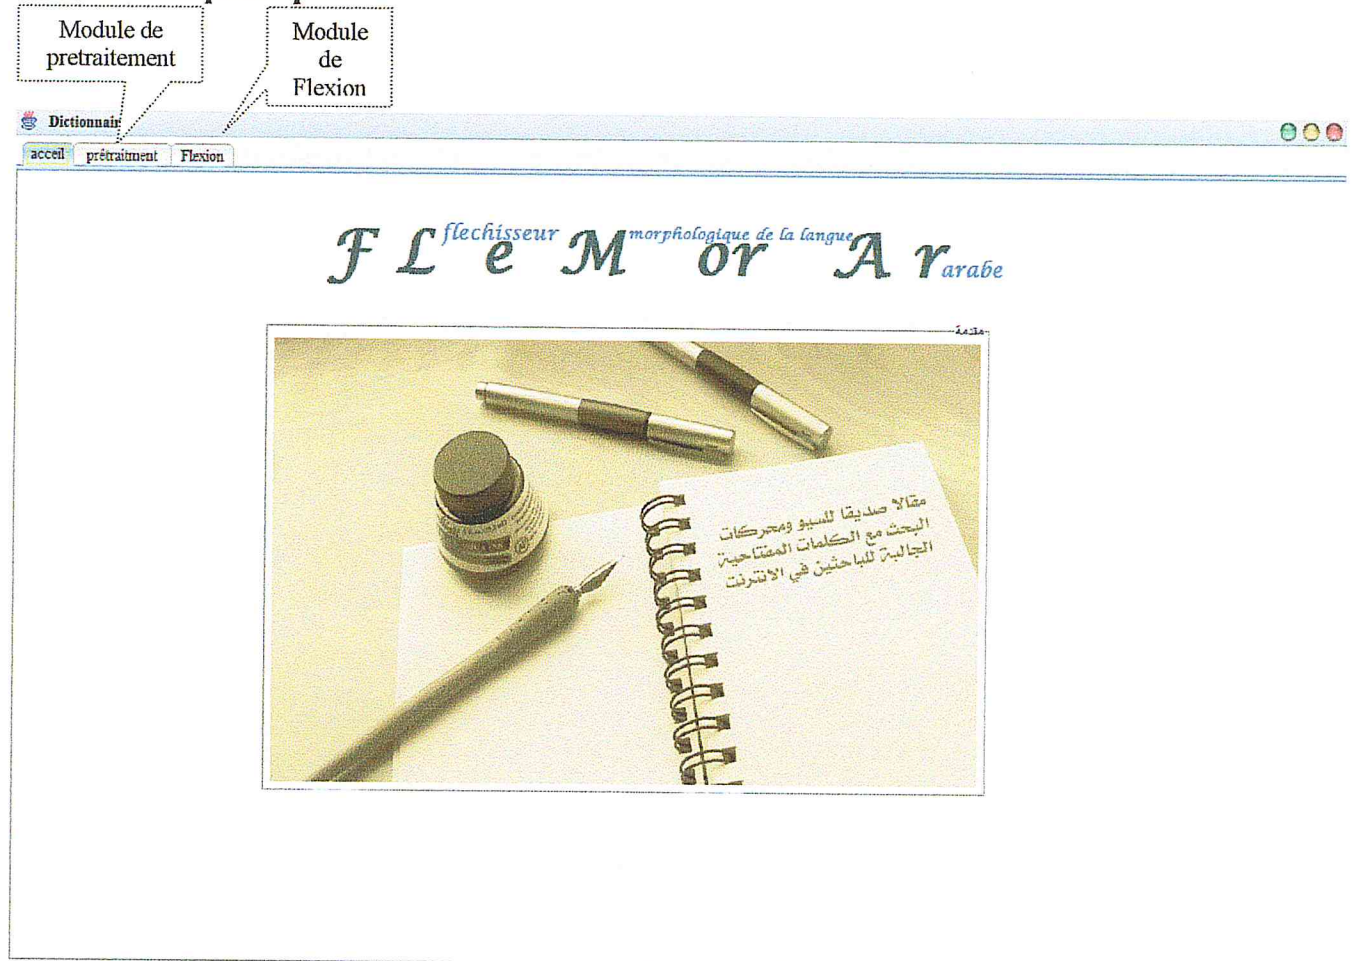 Module de
pretraitement
Module
de
Flexion
Dictionnair
acceil prétraitment Flexion
F L e M or A r
flechisseur morphologique de la langue arabe
مقدمة
مقالا صديقا للسيو ومحركات
البحث مع الكلمات المفتاحية
الجالبة للباحثين في الانترنت